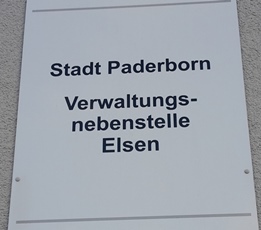 Stadt Paderborn
Verwaltungs-
nebenstelle
Elsen